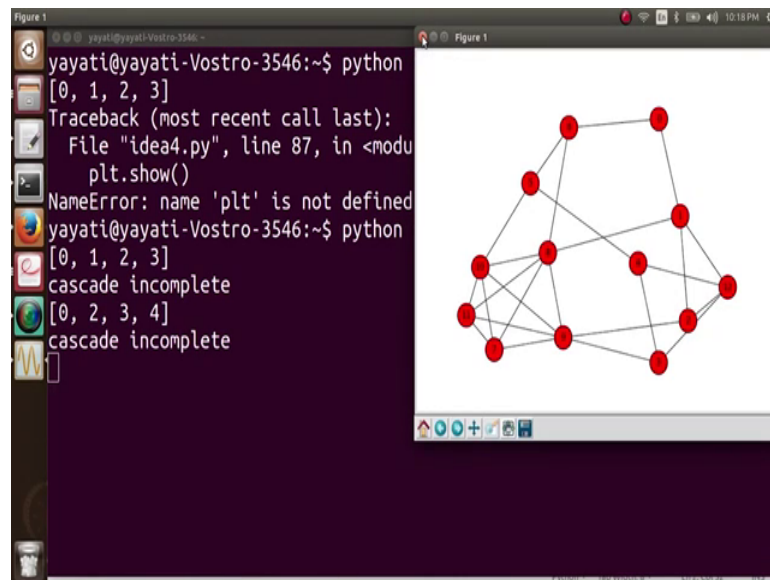 Figure 1
En
10:18 PM
yayati@yayati-Vostro-3546: ~
Figure 1
yayati@yayati-Vostro-3546:~$ python
[0, 1, 2, 3]
Traceback (most recent call last):
File "idea4.py", line 87, in <modu
plt.show()
NameError: name 'plt' is not defined
yayati@yayati-Vostro-3546:~$ python
[0, 1, 2, 3]
cascade incomplete
[0, 2, 3, 4]
cascade incomplete